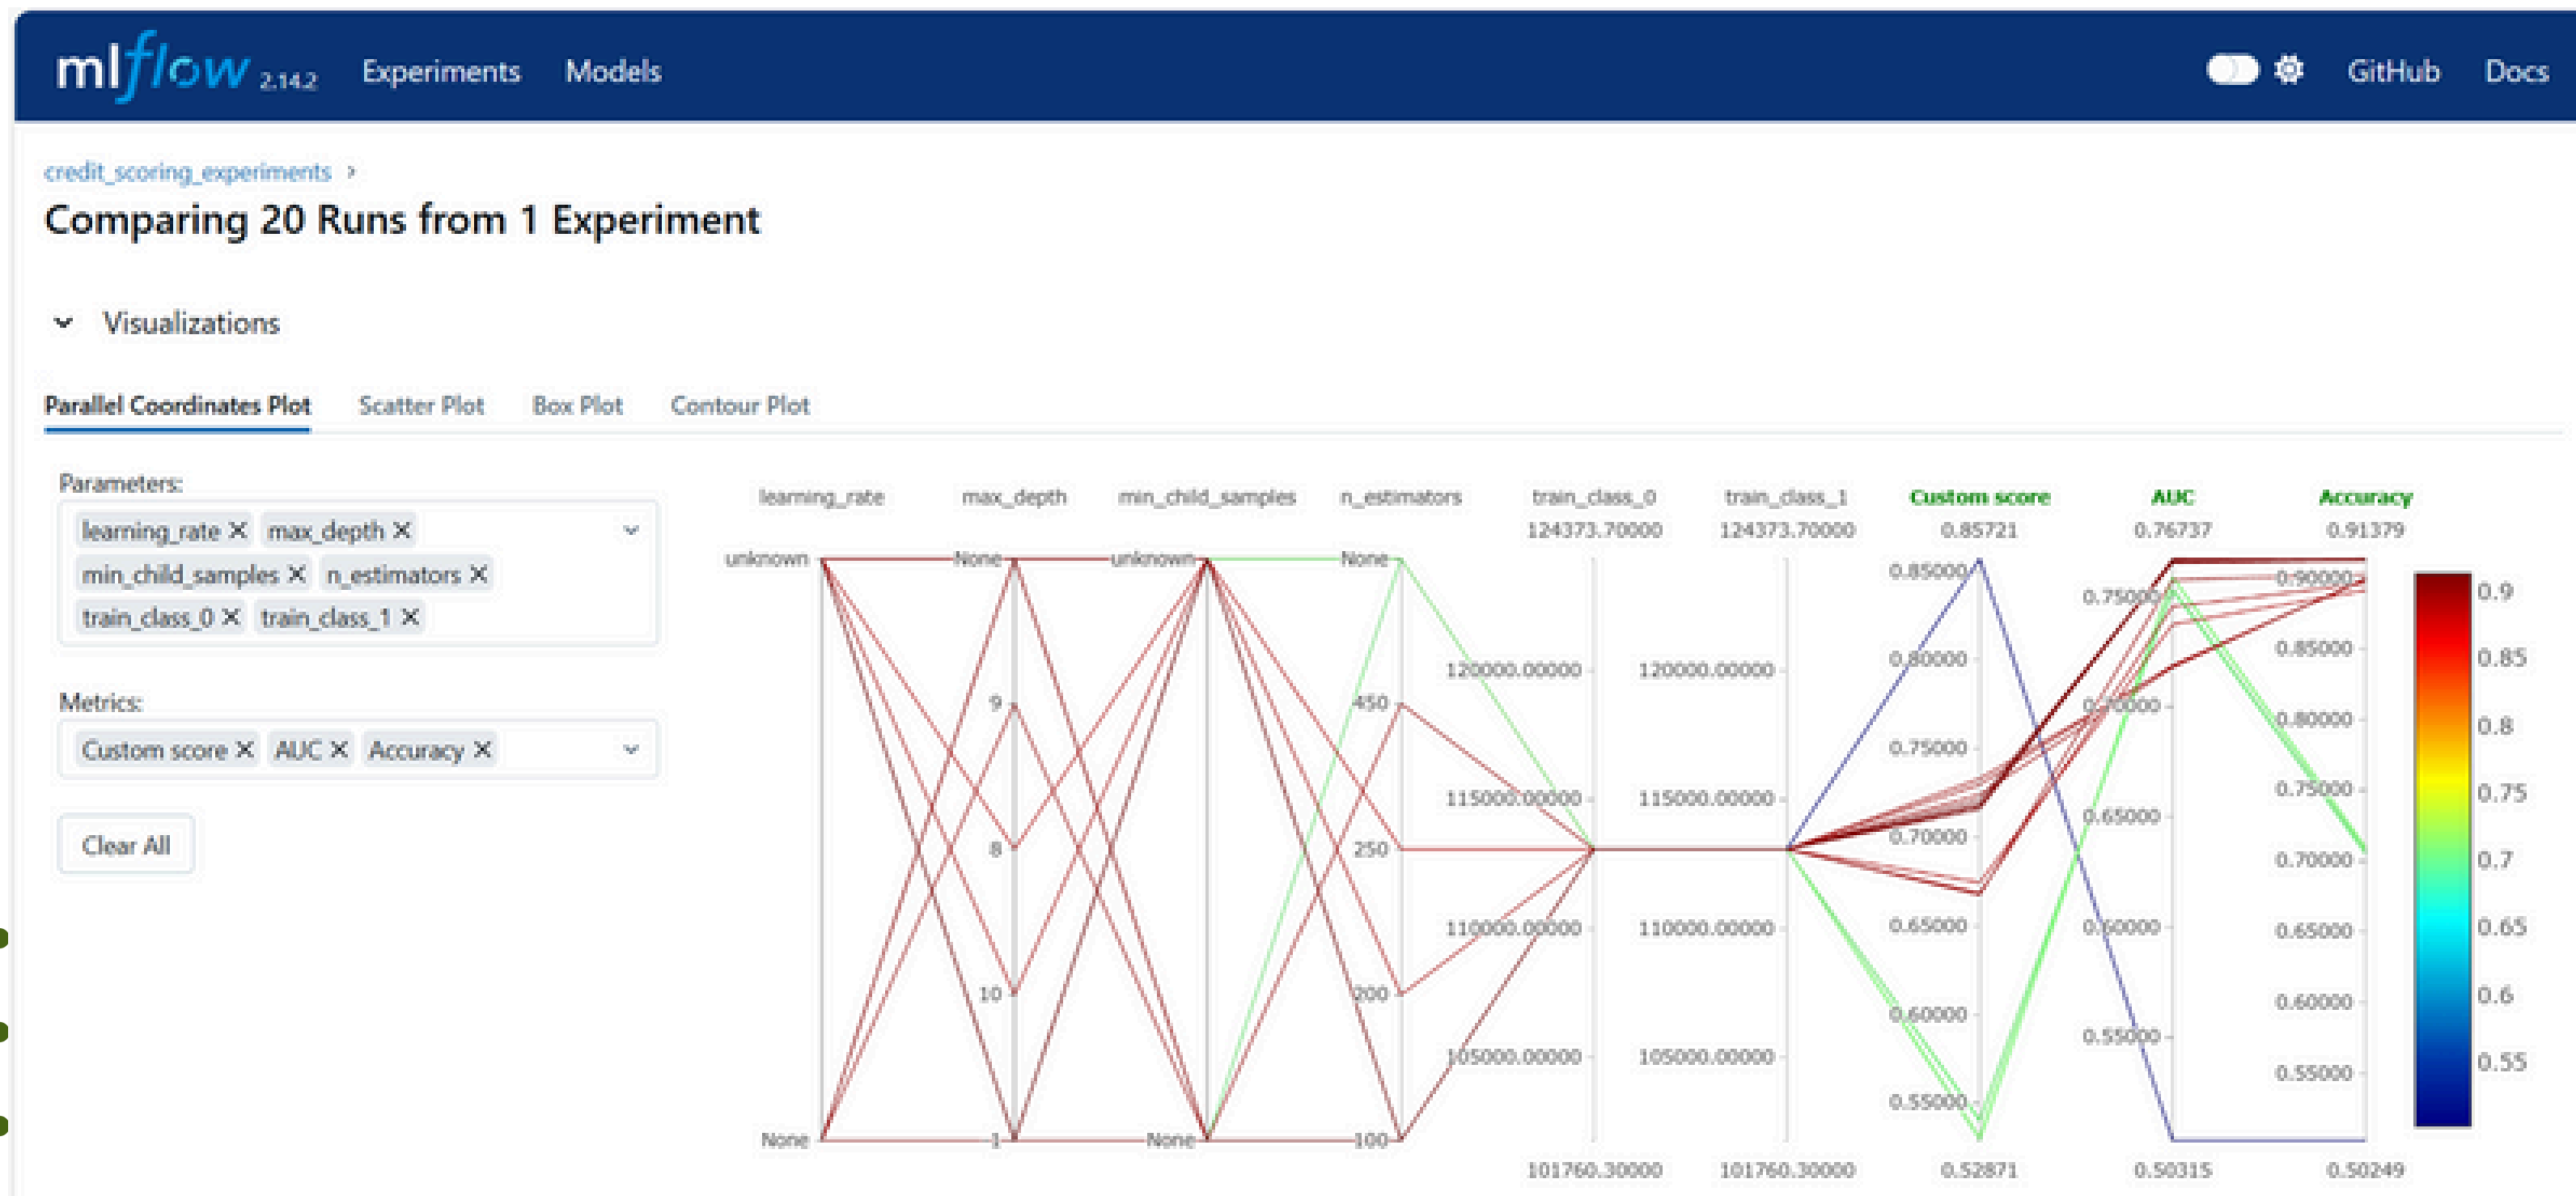 mlflow 2.14.2 Experiments Models GitHub Docs
credit_scoring_experiments >
Comparing 20 Runs from 1 Experiment
Visualizations
Parallel Coordinates Plot Scatter Plot Box Plot Contour Plot
Parameters:
learning_rate X max_depth X
min_child_samples X n_estimators X
train_class_0 X train_class_1 X
Metrics:
Custom score X AUC X Accuracy X
Clear All
learning_rate max_depth min_child_samples n_estimators train_class_0 train_class_1 Custom score AUC Accuracy
124373.70000 124373.70000 0.85721 0.76737 0.91379
unknown
None
None
9
8
10
1
unknown
None
None
450
250
200
100
120000.00000
115000.00000
110000.00000
105000.00000
120000.00000
115000.00000
110000.00000
105000.00000
0.85000
0.80000
0.75000
0.70000
0.65000
0.60000
0.55000
0.75000
0.70000
0.65000
0.60000
0.55000
0.90000
0.85000
0.80000
0.75000
0.70000
0.65000
0.60000
0.55000
0.9
0.85
0.8
0.75
0.7
0.65
0.6
0.55
101760.30000 101760.30000 0.52871 0.50315 0.50249